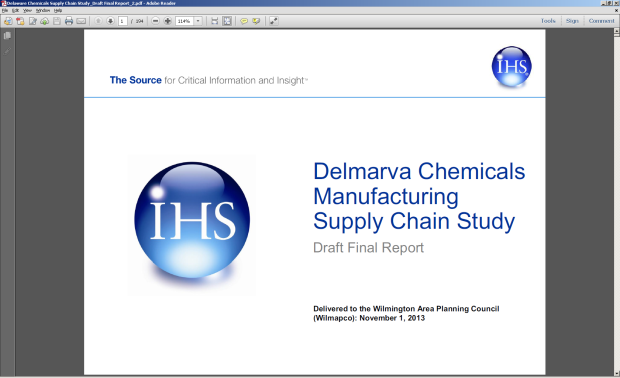 Delaware Chemicals Supply Chain Study_Draft Final Report_2.pdf - Adobe Reader
File Edit View Window Help
1 / 194 114% Tools Sign Comment
The Source for Critical Information and Insight™
IHS
IHS
Delmarva Chemicals
Manufacturing
Supply Chain Study
Draft Final Report
Delivered to the Wilmington Area Planning Council
(Wilmapco): November 1, 2013